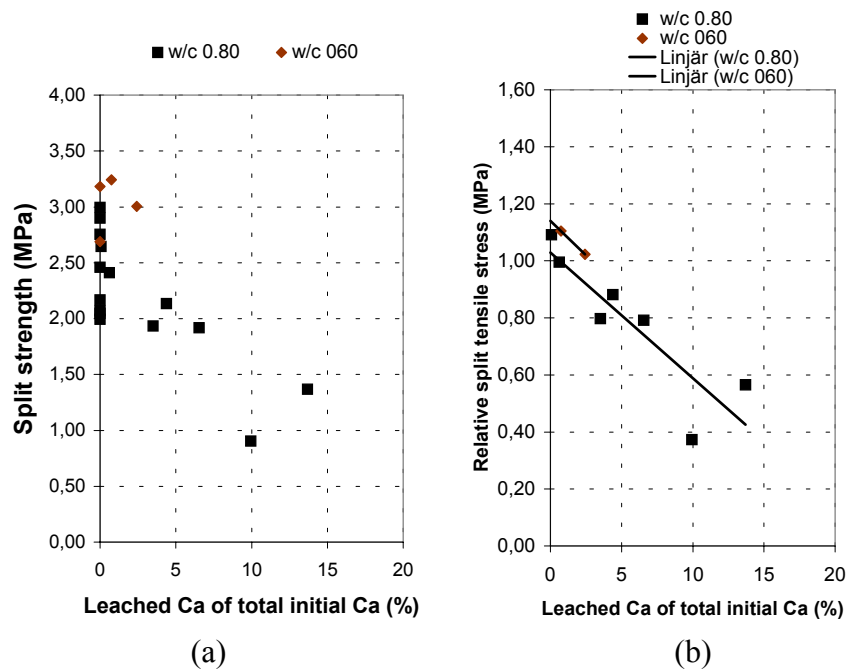 w/c 0.80 w/c 060
4,00
3,50
3,00
2,50
2,00
1,50
1,00
0,50
0,00
0 5 10 15 20
Split strength (MPa)
Leached Ca of total initial Ca (%)
(a)
w/c 0.80
w/c 060
Linjär (w/c 0.80)
Linjär (w/c 060)
1,60
1,40
1,20
1,00
0,80
0,60
0,40
0,20
0,00
0 5 10 15 20
Relative split tensile stress (MPa)
Leached Ca of total initial Ca (%)
(b)